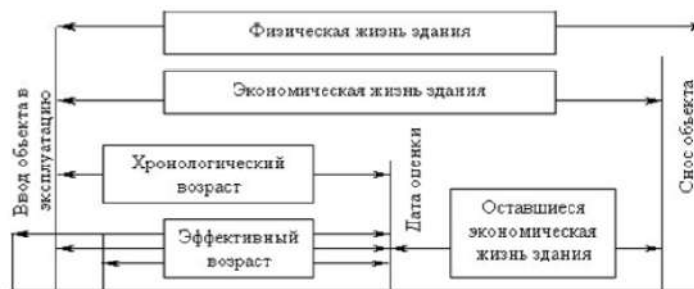 Физическая жизнь здания
Экономическая жизнь здания
Ввод объекта в
эксплуатацию
Хронологический
возраст
Эффективный
возраст
Дата оценки
Оставшиеся
экономическая
жизнь здания
Снос объекта